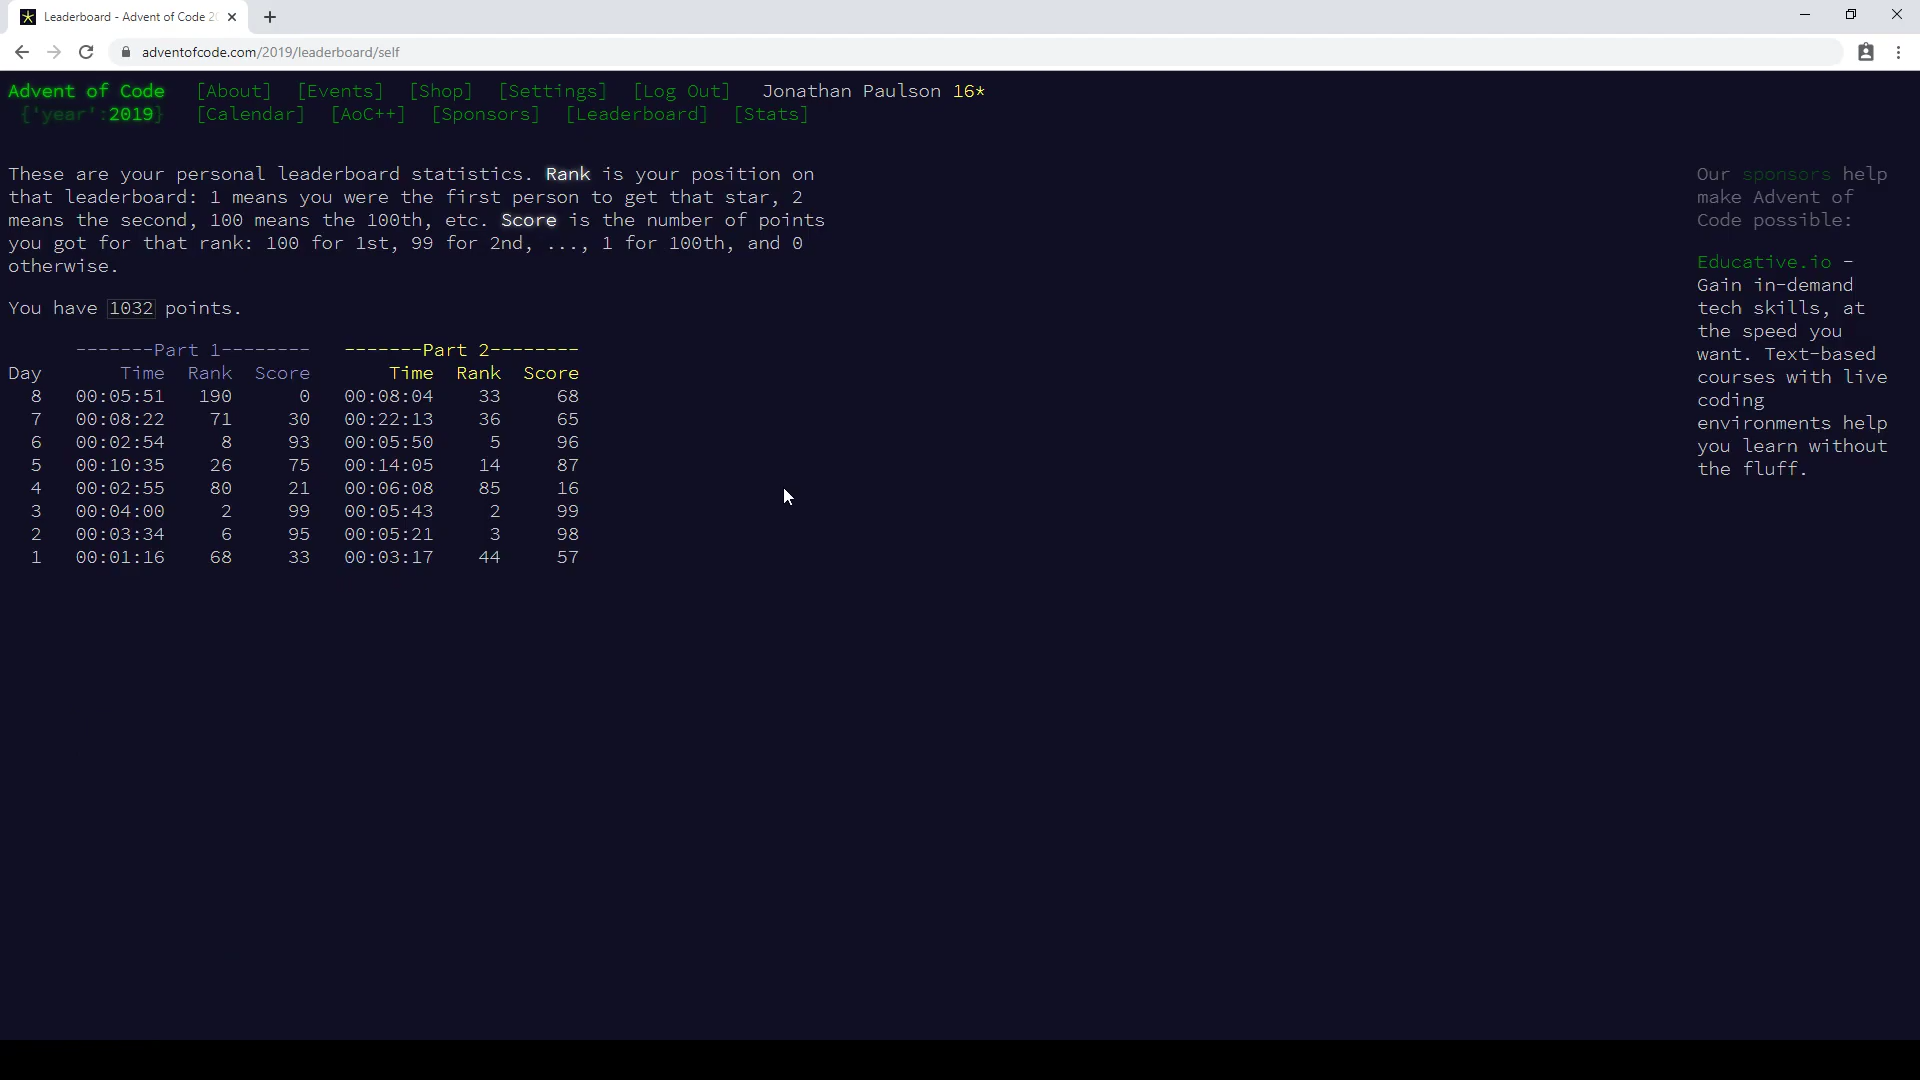 Leaderboard - Advent of Code 20
adventofcode.com/2019/leaderboard/self
Advent of Code [About] [Events] [Shop] [Settings] [Log Out] Jonathan Paulson 16*
{'year':2019} [Calendar] [AoC++] [Sponsors] [Leaderboard] [Stats]
These are your personal leaderboard statistics. Rank is your position on
that leaderboard: 1 means you were the first person to get that star, 2
means the second, 100 means the 100th, etc. Score is the number of points
you got for that rank: 100 for 1st, 99 for 2nd, ..., 1 for 100th, and 0
otherwise.
You have 1032 points.
-------Part 1-------- -------Part 2--------
Day Time Rank Score Time Rank Score
8 00:05:51 190 0 00:08:04 33 68
7 00:08:22 71 30 00:22:13 36 65
6 00:02:54 8 93 00:05:50 5 96
5 00:10:35 26 75 00:14:05 14 87
4 00:02:55 80 21 00:06:08 85 16
3 00:04:00 2 99 00:05:43 2 99
2 00:03:34 6 95 00:05:21 3 98
1 00:01:16 68 33 00:03:17 44 57
Our sponsors help
make Advent of
Code possible:
Educative.io -
Gain in-demand
tech skills, at
the speed you
want. Text-based
courses with live
coding
environments help
you learn without
the fluff.